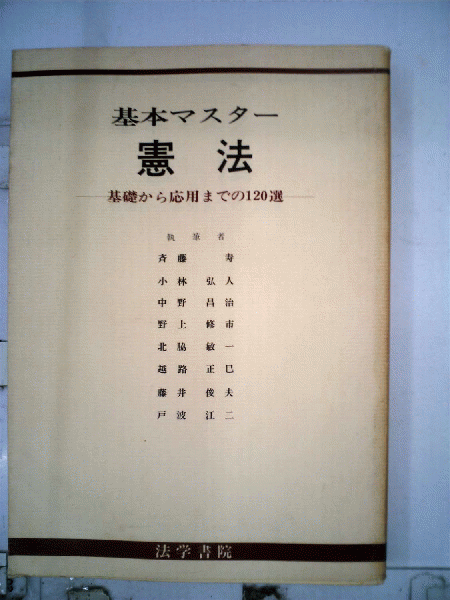 基本マスター
憲法
基礎から応用までの120選
執筆者
斉藤寿
小林弘人
中野昌治
野上修市
北脇敏一
越路正巳
藤井俊夫
戸波江二
法学書院